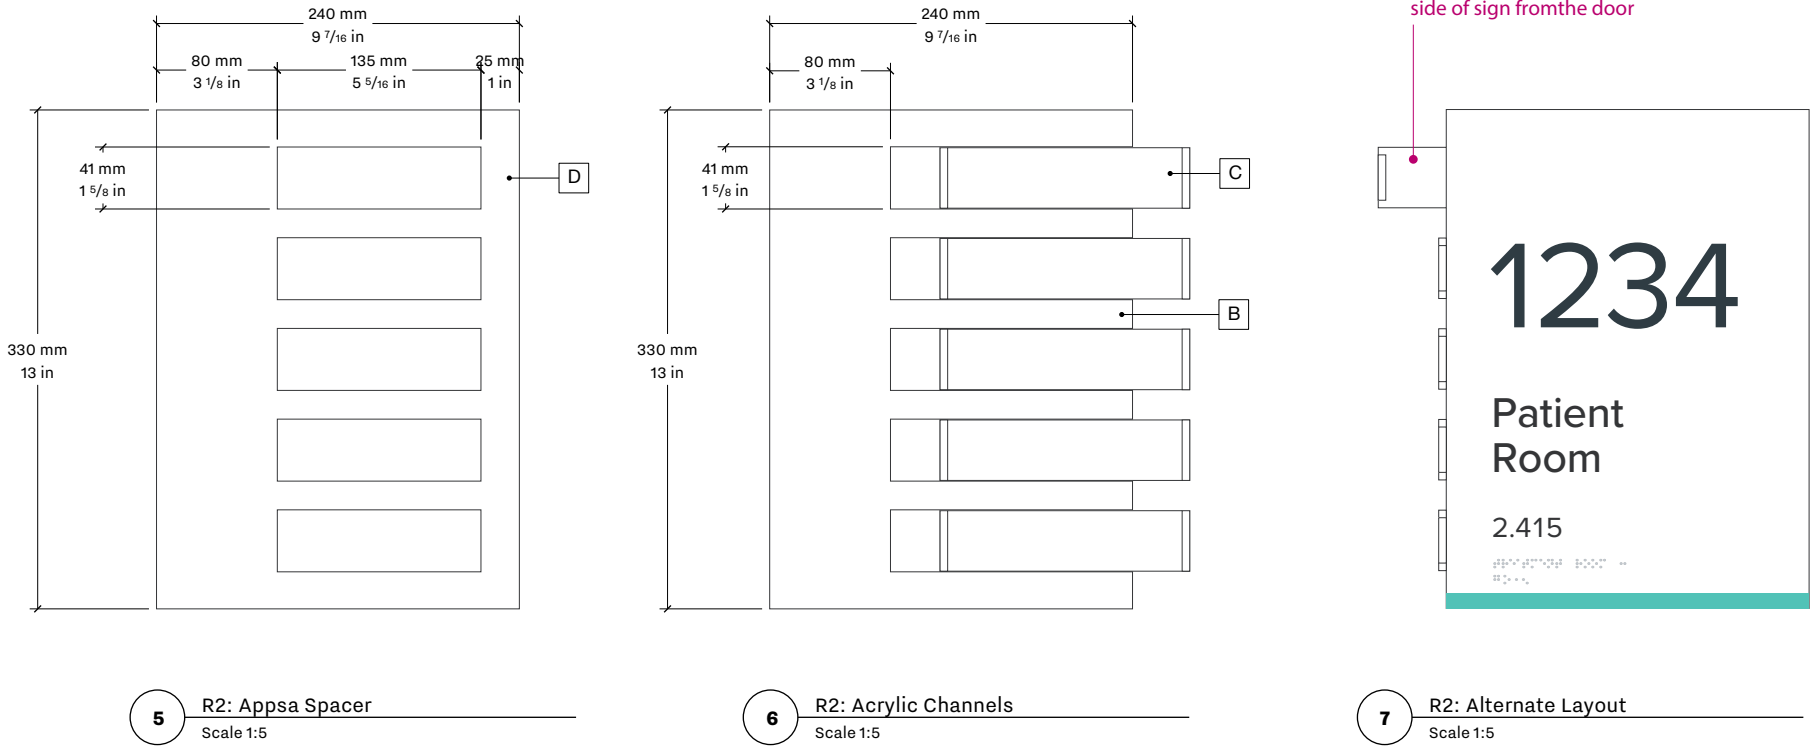 240 mm
9 7/16 in
80 mm
3 1/8 in
135 mm
5 5/16 in
25 mm
1 in
41 mm
1 5/8 in
D
330 mm
13 in
5
R2: Appsa Spacer
Scale 1:5
240 mm
9 7/16 in
80 mm
3 1/8 in
41 mm
1 5/8 in
C
B
330 mm
13 in
6
R2: Acrylic Channels
Scale 1:5
side of sign fromthe door
1234
Patient
Room
2.415
7
R2: Alternate Layout
Scale 1:5